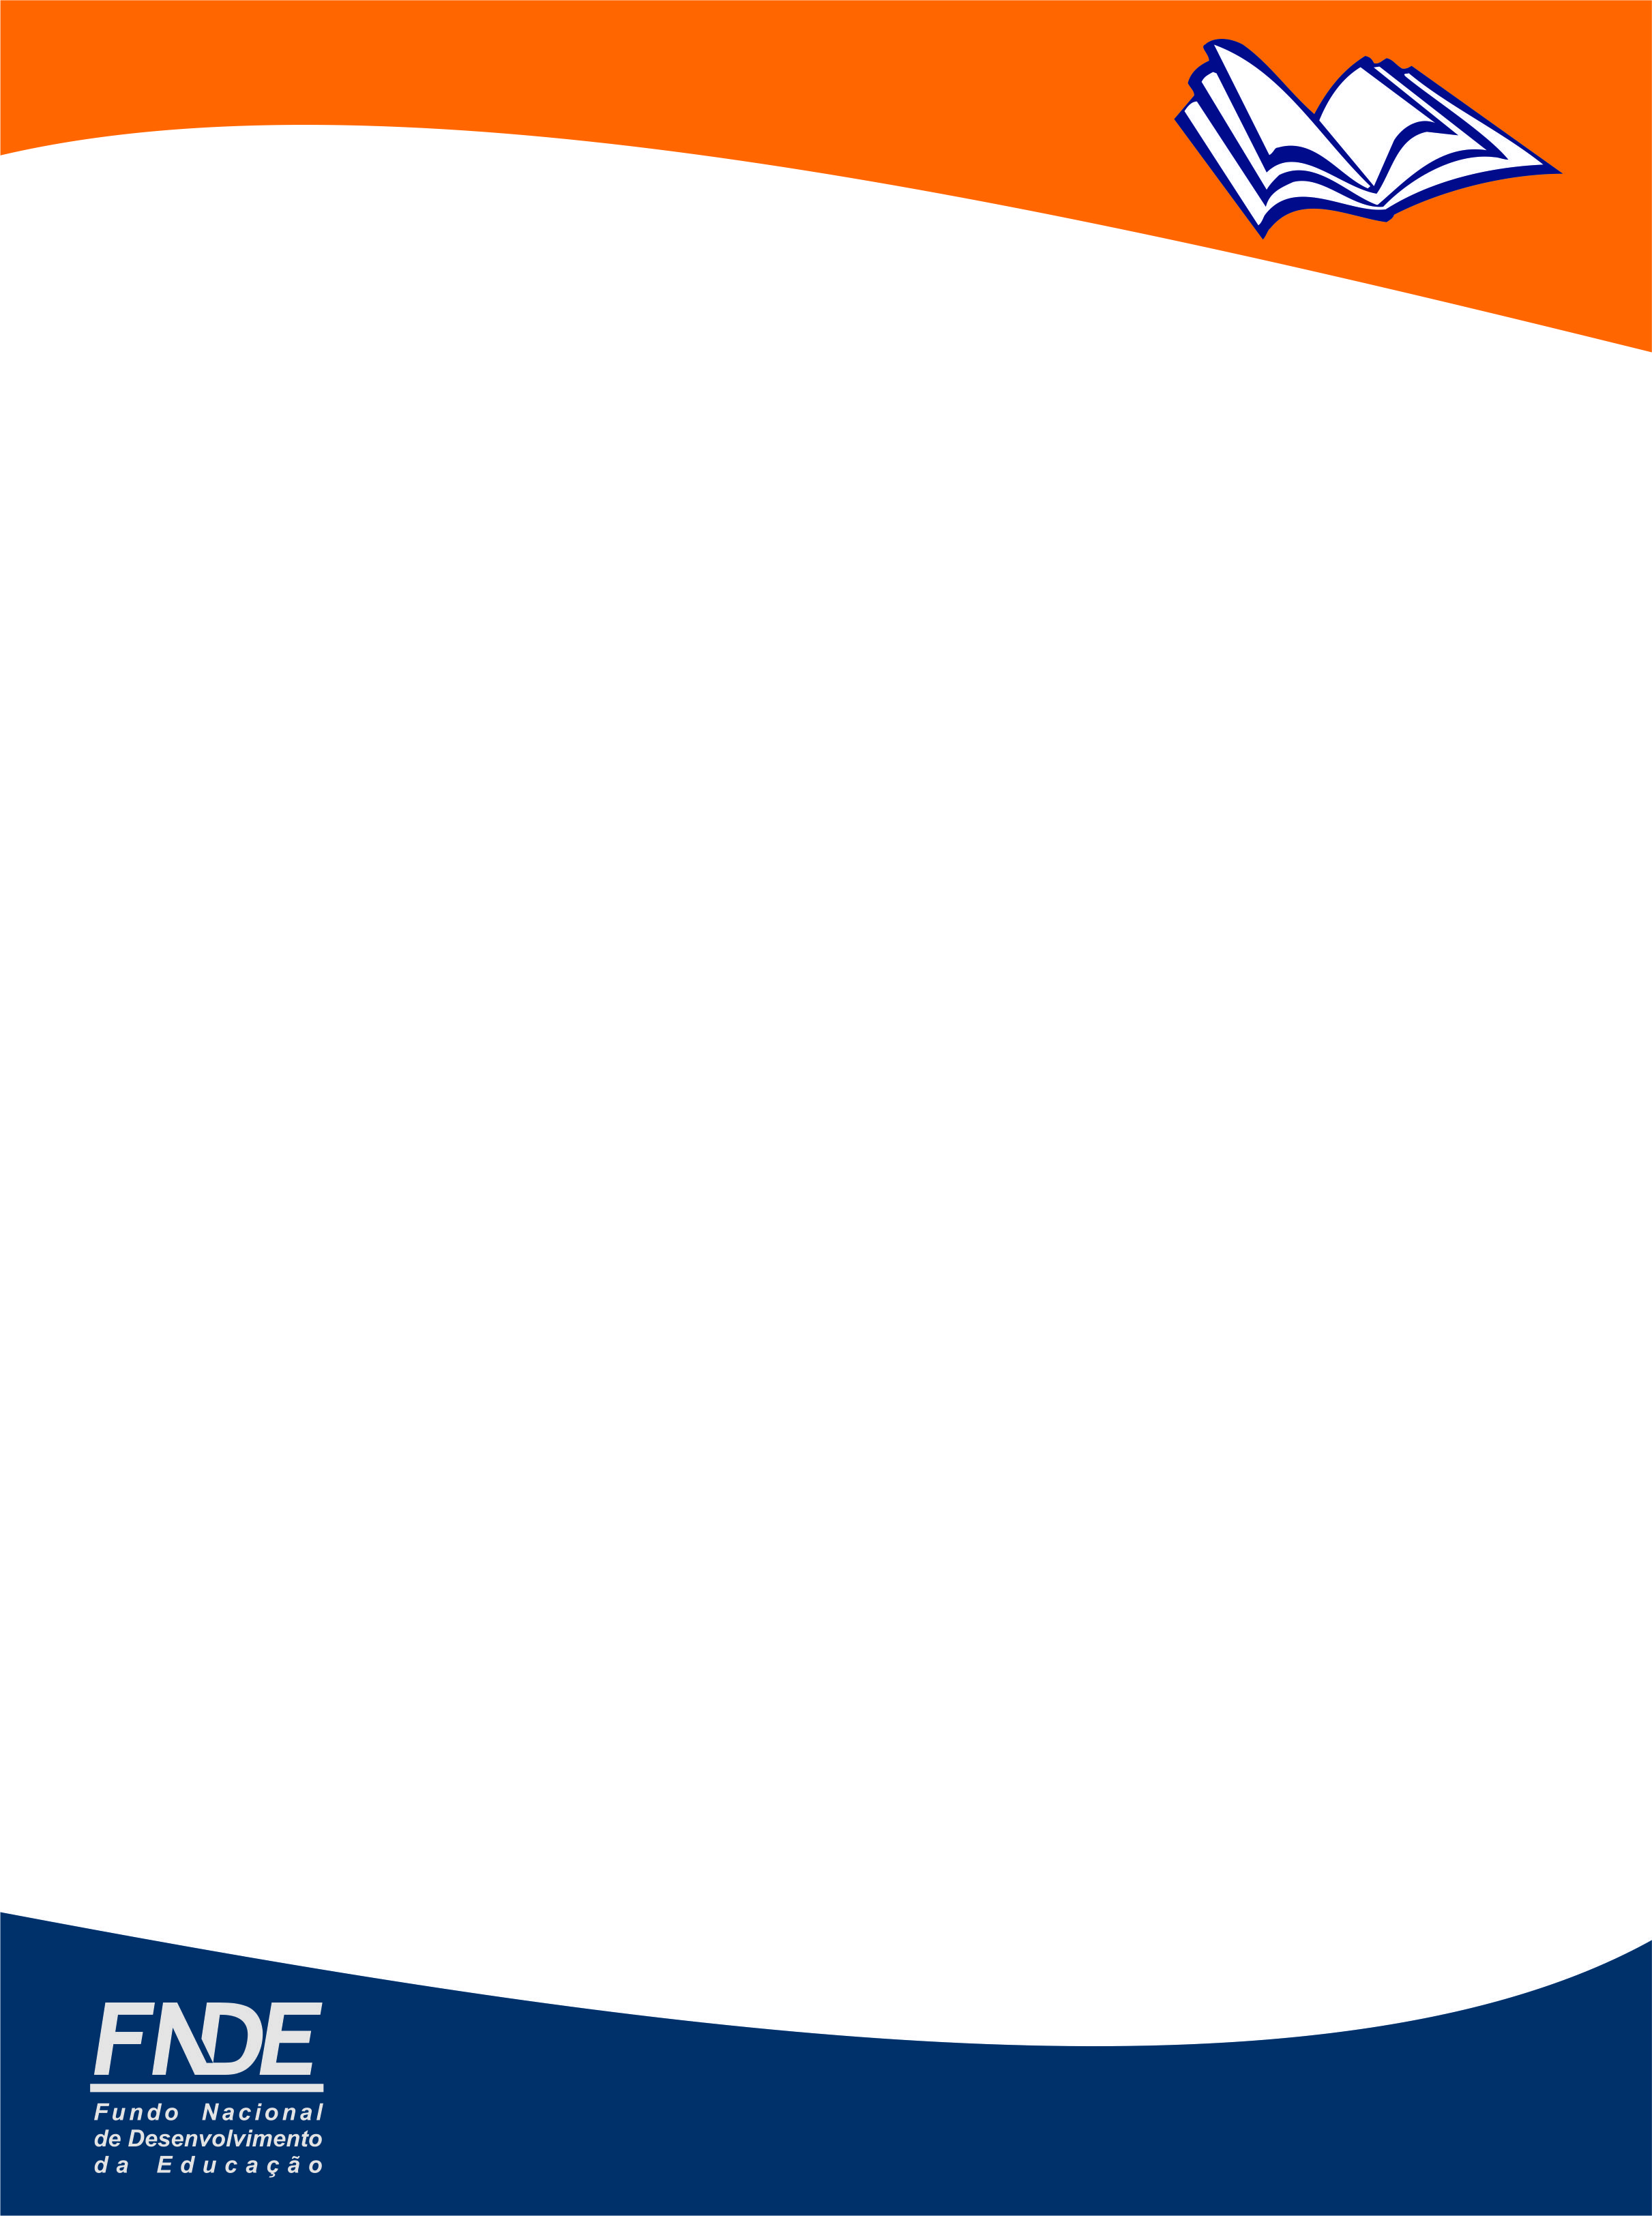 FNDE
Fundo Nacional
de Desenvolvimento
da Educação